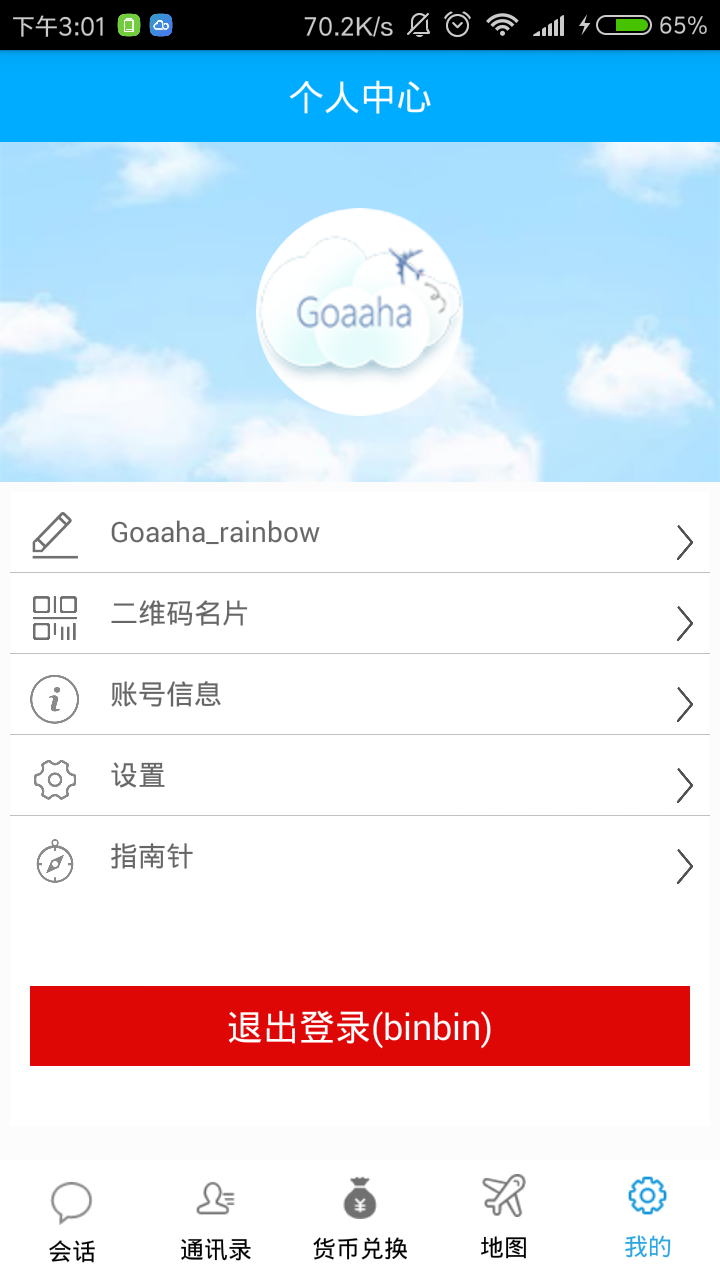 下午3:01 70.2K/s 65%
个人中心
Goaaha
Goaaha_rainbow
二维码名片
账号信息
设置
指南针
退出登录(binbin)
会话 通讯录 货币兑换 地图 我的